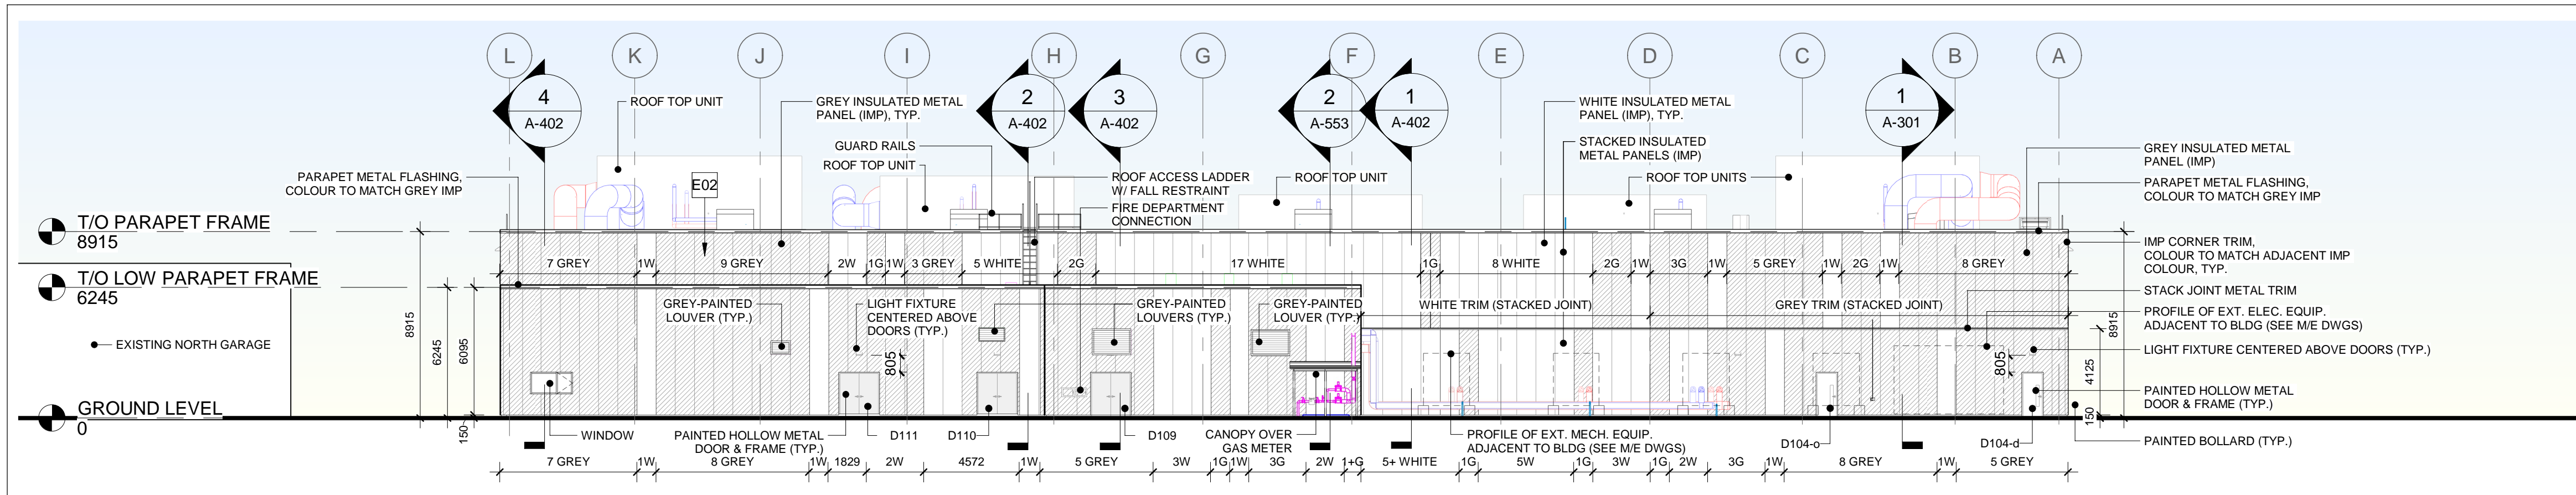 L
K
J
I
H
G
F
E
D
C
B
A
4
A-402
2
A-402
3
A-402
2
A-553
1
A-402
1
A-301
ROOF TOP UNIT
GREY INSULATED METAL
PANEL (IMP), TYP.
GUARD RAILS
ROOF TOP UNIT
ROOF ACCESS LADDER
W/ FALL RESTRAINT
FIRE DEPARTMENT
CONNECTION
ROOF TOP UNIT
WHITE INSULATED METAL
PANEL (IMP), TYP.
STACKED INSULATED
METAL PANELS (IMP)
ROOF TOP UNITS
GREY INSULATED METAL
PANEL (IMP)
PARAPET METAL FLASHING,
COLOUR TO MATCH GREY IMP
IMP CORNER TRIM,
COLOUR TO MATCH ADJACENT IMP
COLOUR, TYP.
STACK JOINT METAL TRIM
PROFILE OF EXT. ELEC. EQUIP.
ADJACENT TO BLDG (SEE M/E DWGS)
LIGHT FIXTURE CENTERED ABOVE DOORS (TYP.)
PAINTED HOLLOW METAL
DOOR & FRAME (TYP.)
PAINTED BOLLARD (TYP.)
PARAPET METAL FLASHING,
COLOUR TO MATCH GREY IMP
E02
T/O PARAPET FRAME
8915
T/O LOW PARAPET FRAME
6245
EXISTING NORTH GARAGE
GROUND LEVEL
0
8915
6245
6095
150
7 GREY
1W
9 GREY
2W
1G
1W
3 GREY
5 WHITE
2G
17 WHITE
1G
8 WHITE
2G
1W
3G
1W
5 GREY
1W
2G
1W
8 GREY
GREY-PAINTED
LOUVER (TYP.)
LIGHT FIXTURE
CENTERED ABOVE
DOORS (TYP.)
805
GREY-PAINTED
LOUVERS (TYP.)
GREY-PAINTED
LOUVER (TYP.)
WHITE TRIM (STACKED JOINT)
GREY TRIM (STACKED JOINT)
805
8915
4125
150
WINDOW
PAINTED HOLLOW METAL
DOOR & FRAME (TYP.)
D111
D110
D109
CANOPY OVER
GAS METER
PROFILE OF EXT. MECH. EQUIP.
ADJACENT TO BLDG (SEE M/E DWGS)
D104-o
D104-d
7 GREY
1W
8 GREY
1W
1829
2W
4572
1W
5 GREY
3W
1G
1W
3G
2W
1+G
5+ WHITE
1G
5W
1G
3W
1G
2W
3G
1W
8 GREY
1W
5 GREY